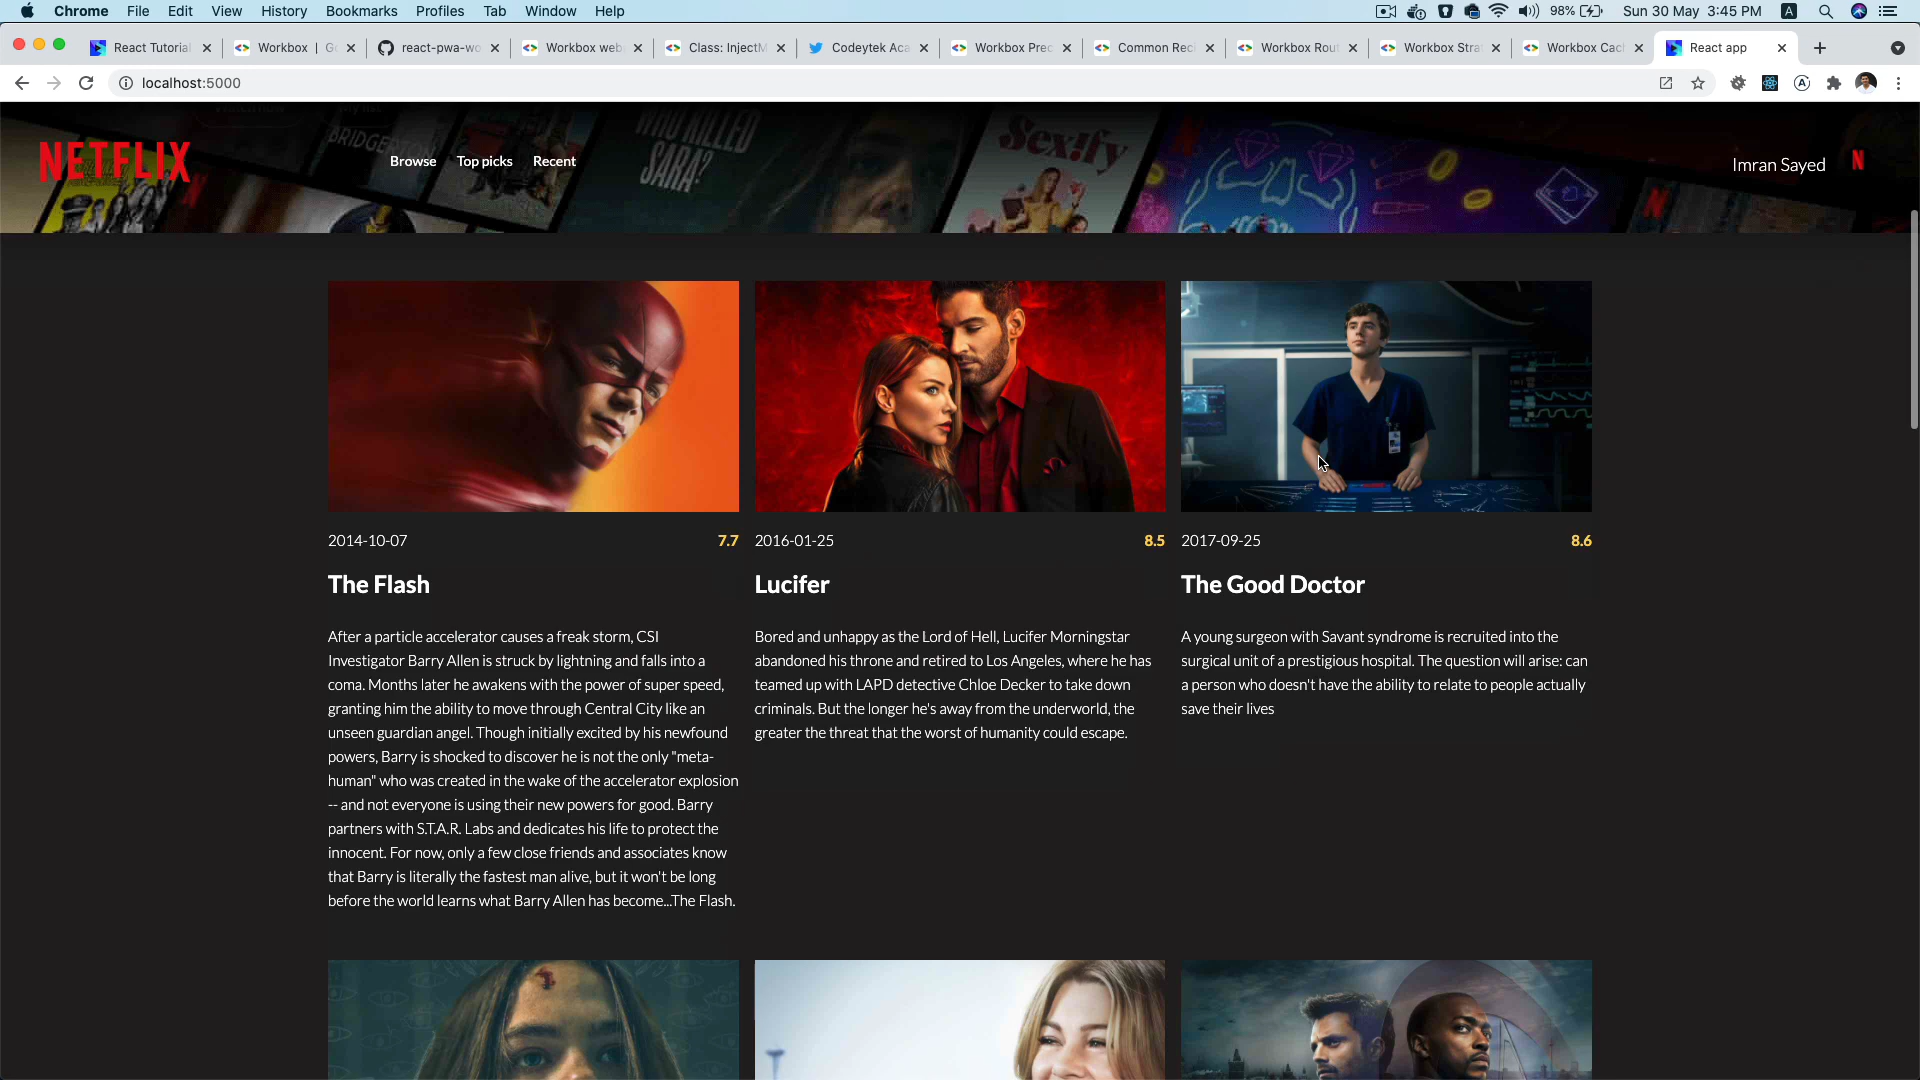 Chrome File Edit View History Bookmarks Profiles Tab Window Help 98% Sun 30 May 3:45 PM A
React Tutorial Workbox | G react-pwa-wo Workbox web Class: InjectM Codeytek Aca Workbox Prec Common Rec Workbox Rou Workbox Stra Workbox Cac React app
localhost:5000
BRIDGERTON
WHO KILLED
SARA?
Sex!fy
NETFLIX Browse Top picks Recent Imran Sayed N
2014-10-07 7.7
The Flash
After a particle accelerator causes a freak storm, CSI
Investigator Barry Allen is struck by lightning and falls into a
coma. Months later he awakens with the power of super speed,
granting him the ability to move through Central City like an
unseen guardian angel. Though initially excited by his newfound
powers, Barry is shocked to discover he is not the only "meta-
human" who was created in the wake of the accelerator explosion
-- and not everyone is using their new powers for good. Barry
partners with S.T.A.R. Labs and dedicates his life to protect the
innocent. For now, only a few close friends and associates know
that Barry is literally the fastest man alive, but it won't be long
before the world learns what Barry Allen has become...The Flash.
2016-01-25 8.5
Lucifer
Bored and unhappy as the Lord of Hell, Lucifer Morningstar
abandoned his throne and retired to Los Angeles, where he has
teamed up with LAPD detective Chloe Decker to take down
criminals. But the longer he's away from the underworld, the
greater the threat that the worst of humanity could escape.
2017-09-25 8.6
The Good Doctor
A young surgeon with Savant syndrome is recruited into the
surgical unit of a prestigious hospital. The question will arise: can
a person who doesn't have the ability to relate to people actually
save their lives